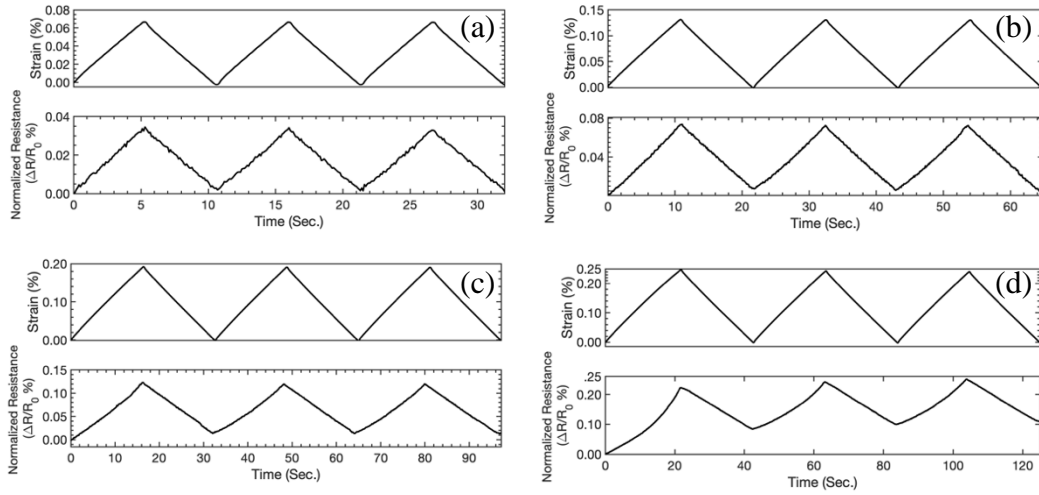 (a)
Strain (%)
0.08
0.06
0.04
0.02
0.00
Normalized Resistance
(△R/R0 %)
0.04
0.02
0.00
0 5 10 15 20 25 30
Time (Sec.)
(b)
Strain (%)
0.15
0.10
0.05
0.00
Normalized Resistance
(△R/R0 %)
0.08
0.04
0 10 20 30 40 50 60
Time (Sec.)
(c)
Strain (%)
0.20
0.10
0.00
Normalized Resistance
(△R/R0 %)
0.15
0.10
0.05
0.00
0 10 20 30 40 50 60 70 80 90
Time (Sec.)
(d)
Strain (%)
0.25
0.20
0.10
0.00
Normalized Resistance
(△R/R0 %)
.25
0.20
0.10
0.00
0 20 40 60 80 100 120
Time (Sec.)